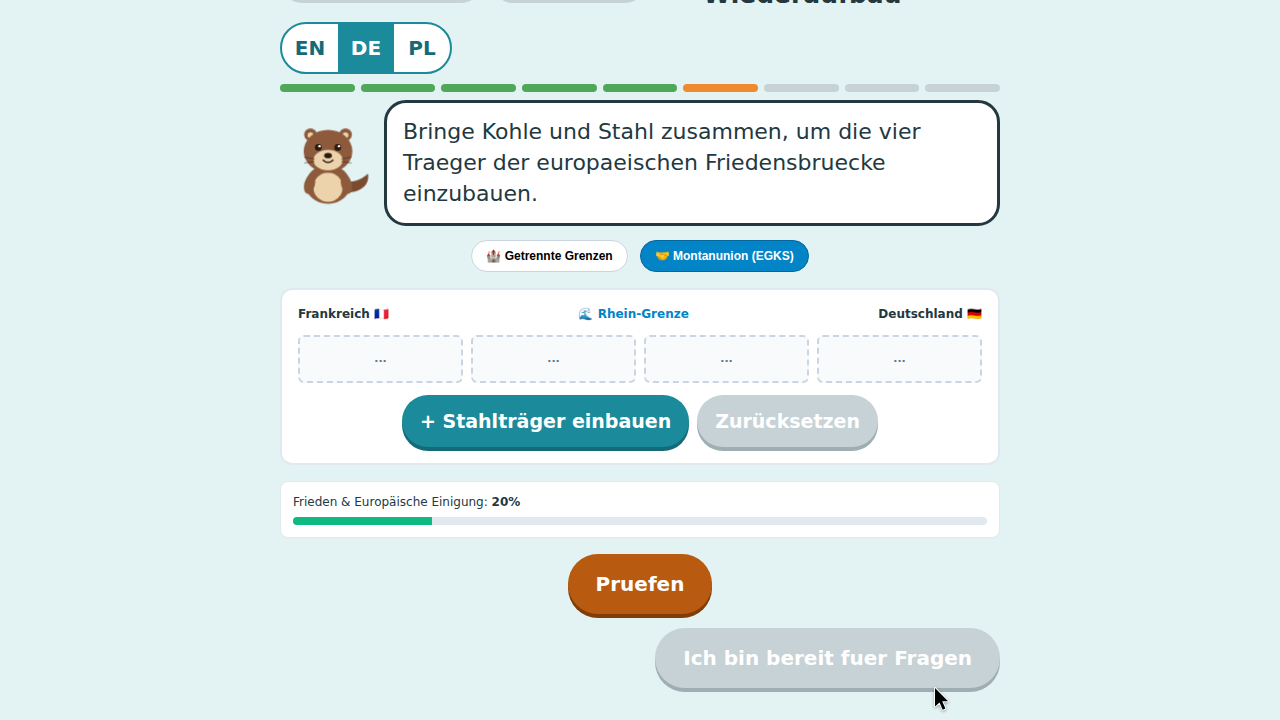 EN DE PL
Bringe Kohle und Stahl zusammen, um die vier
Traeger der europaeischen Friedensbruecke
einzubauen.
🏰 Getrennte Grenzen 🤝 Montanunion (EGKS)
Frankreich 🇫🇷 🌊 Rhein-Grenze Deutschland 🇩🇪
... ... ... ...
+ Stahlträger einbauen Zurücksetzen
Frieden & Europäische Einigung: 20%
Pruefen
Ich bin bereit fuer Fragen